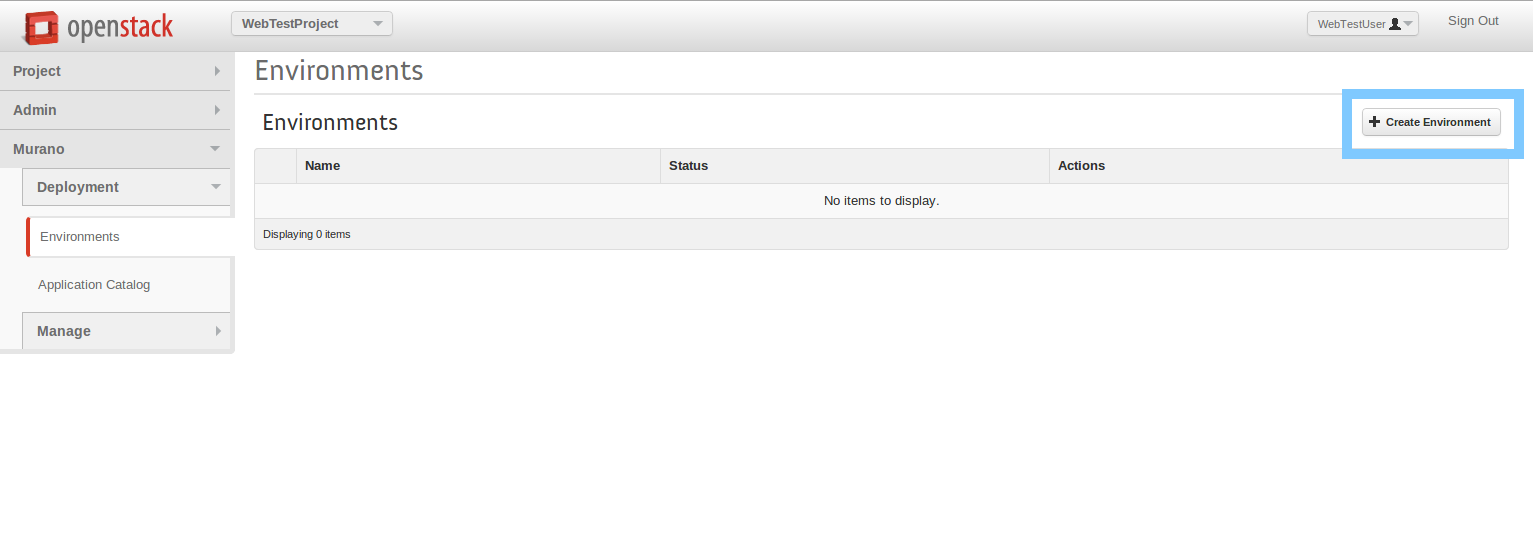 openstack
WebTestProject
WebTestUser
Sign Out
Project
Admin
Murano
Deployment
Environments
Application Catalog
Manage
Environments
Environments
Create Environment
Name Status Actions
No items to display.
Displaying 0 items